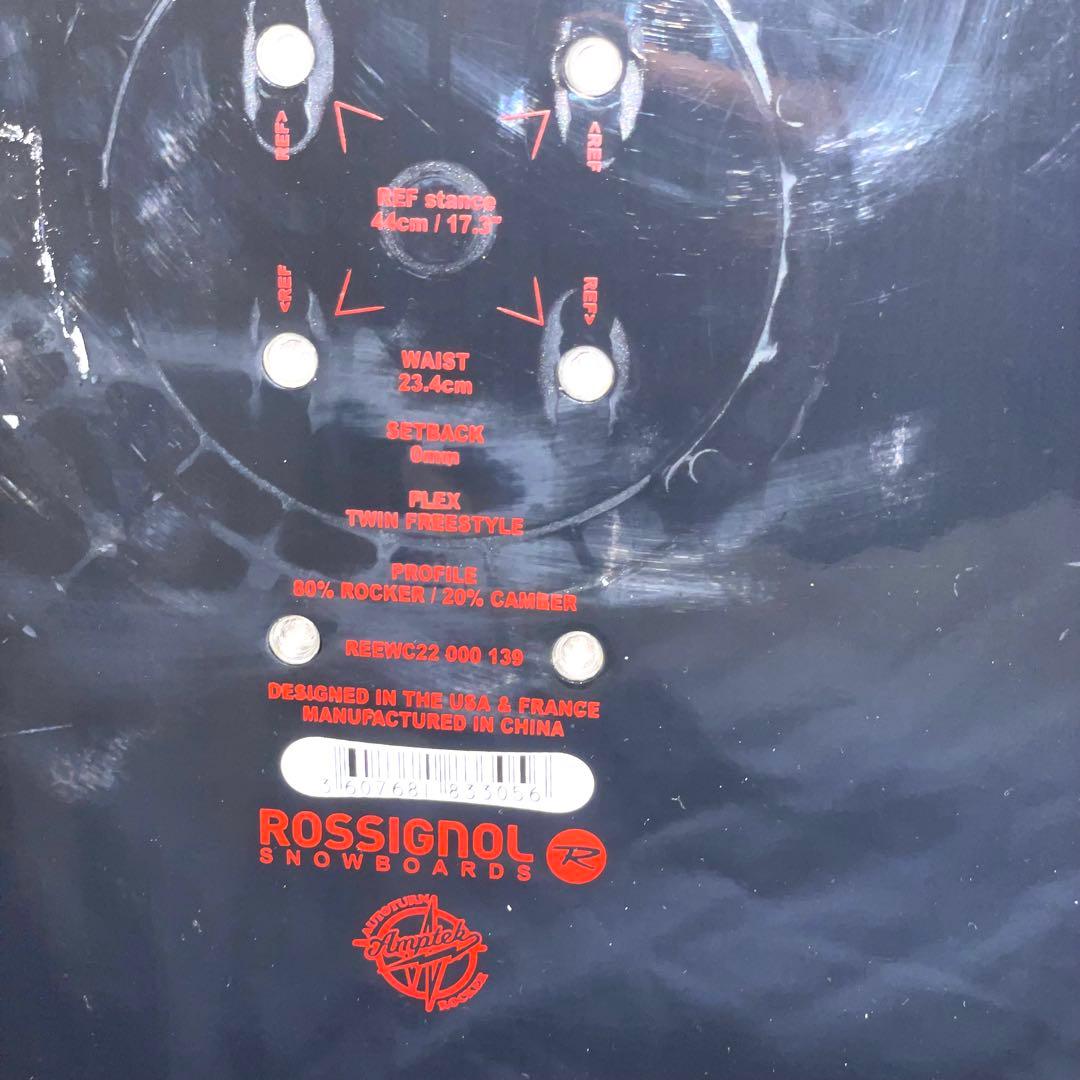 REF> <REF
REF stance
44cm / 17.3"
<REF REF>
WAIST
23.4cm
SETBACK
0mm
FLEX
TWIN FREESTYLE
PROFILE
80% ROCKER / 20% CAMBER
REEWC22 000 139
DESIGNED IN THE USA & FRANCE
MANUFACTURED IN CHINA
3 607681 833056
ROSSIGNOL
SNOWBOARDS R
AUTOTURN
Amptek
ROCKER